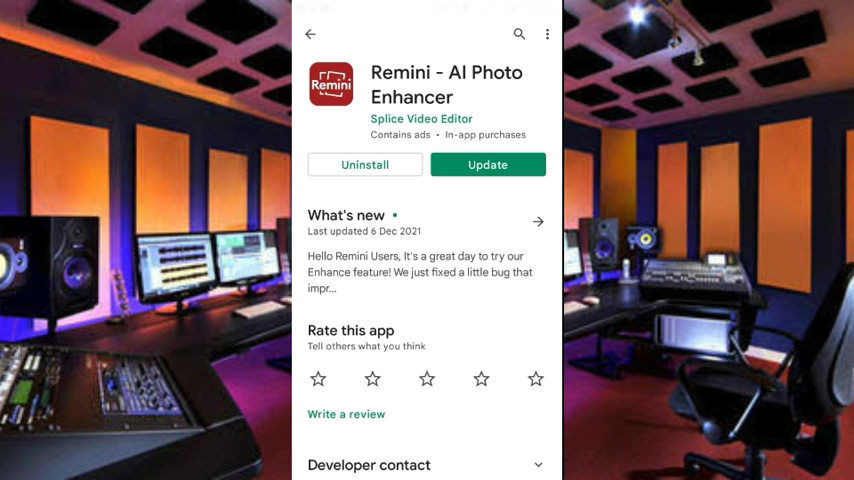 Remini - AI Photo
Enhancer
Remini
Splice Video Editor
Contains ads • In-app purchases
Uninstall
Update
What's new •
Last updated 6 Dec 2021
Hello Remini Users, It's a great day to try our
Enhance feature! We just fixed a little bug that
impr...
Rate this app
Tell others what you think
Write a review
Developer contact